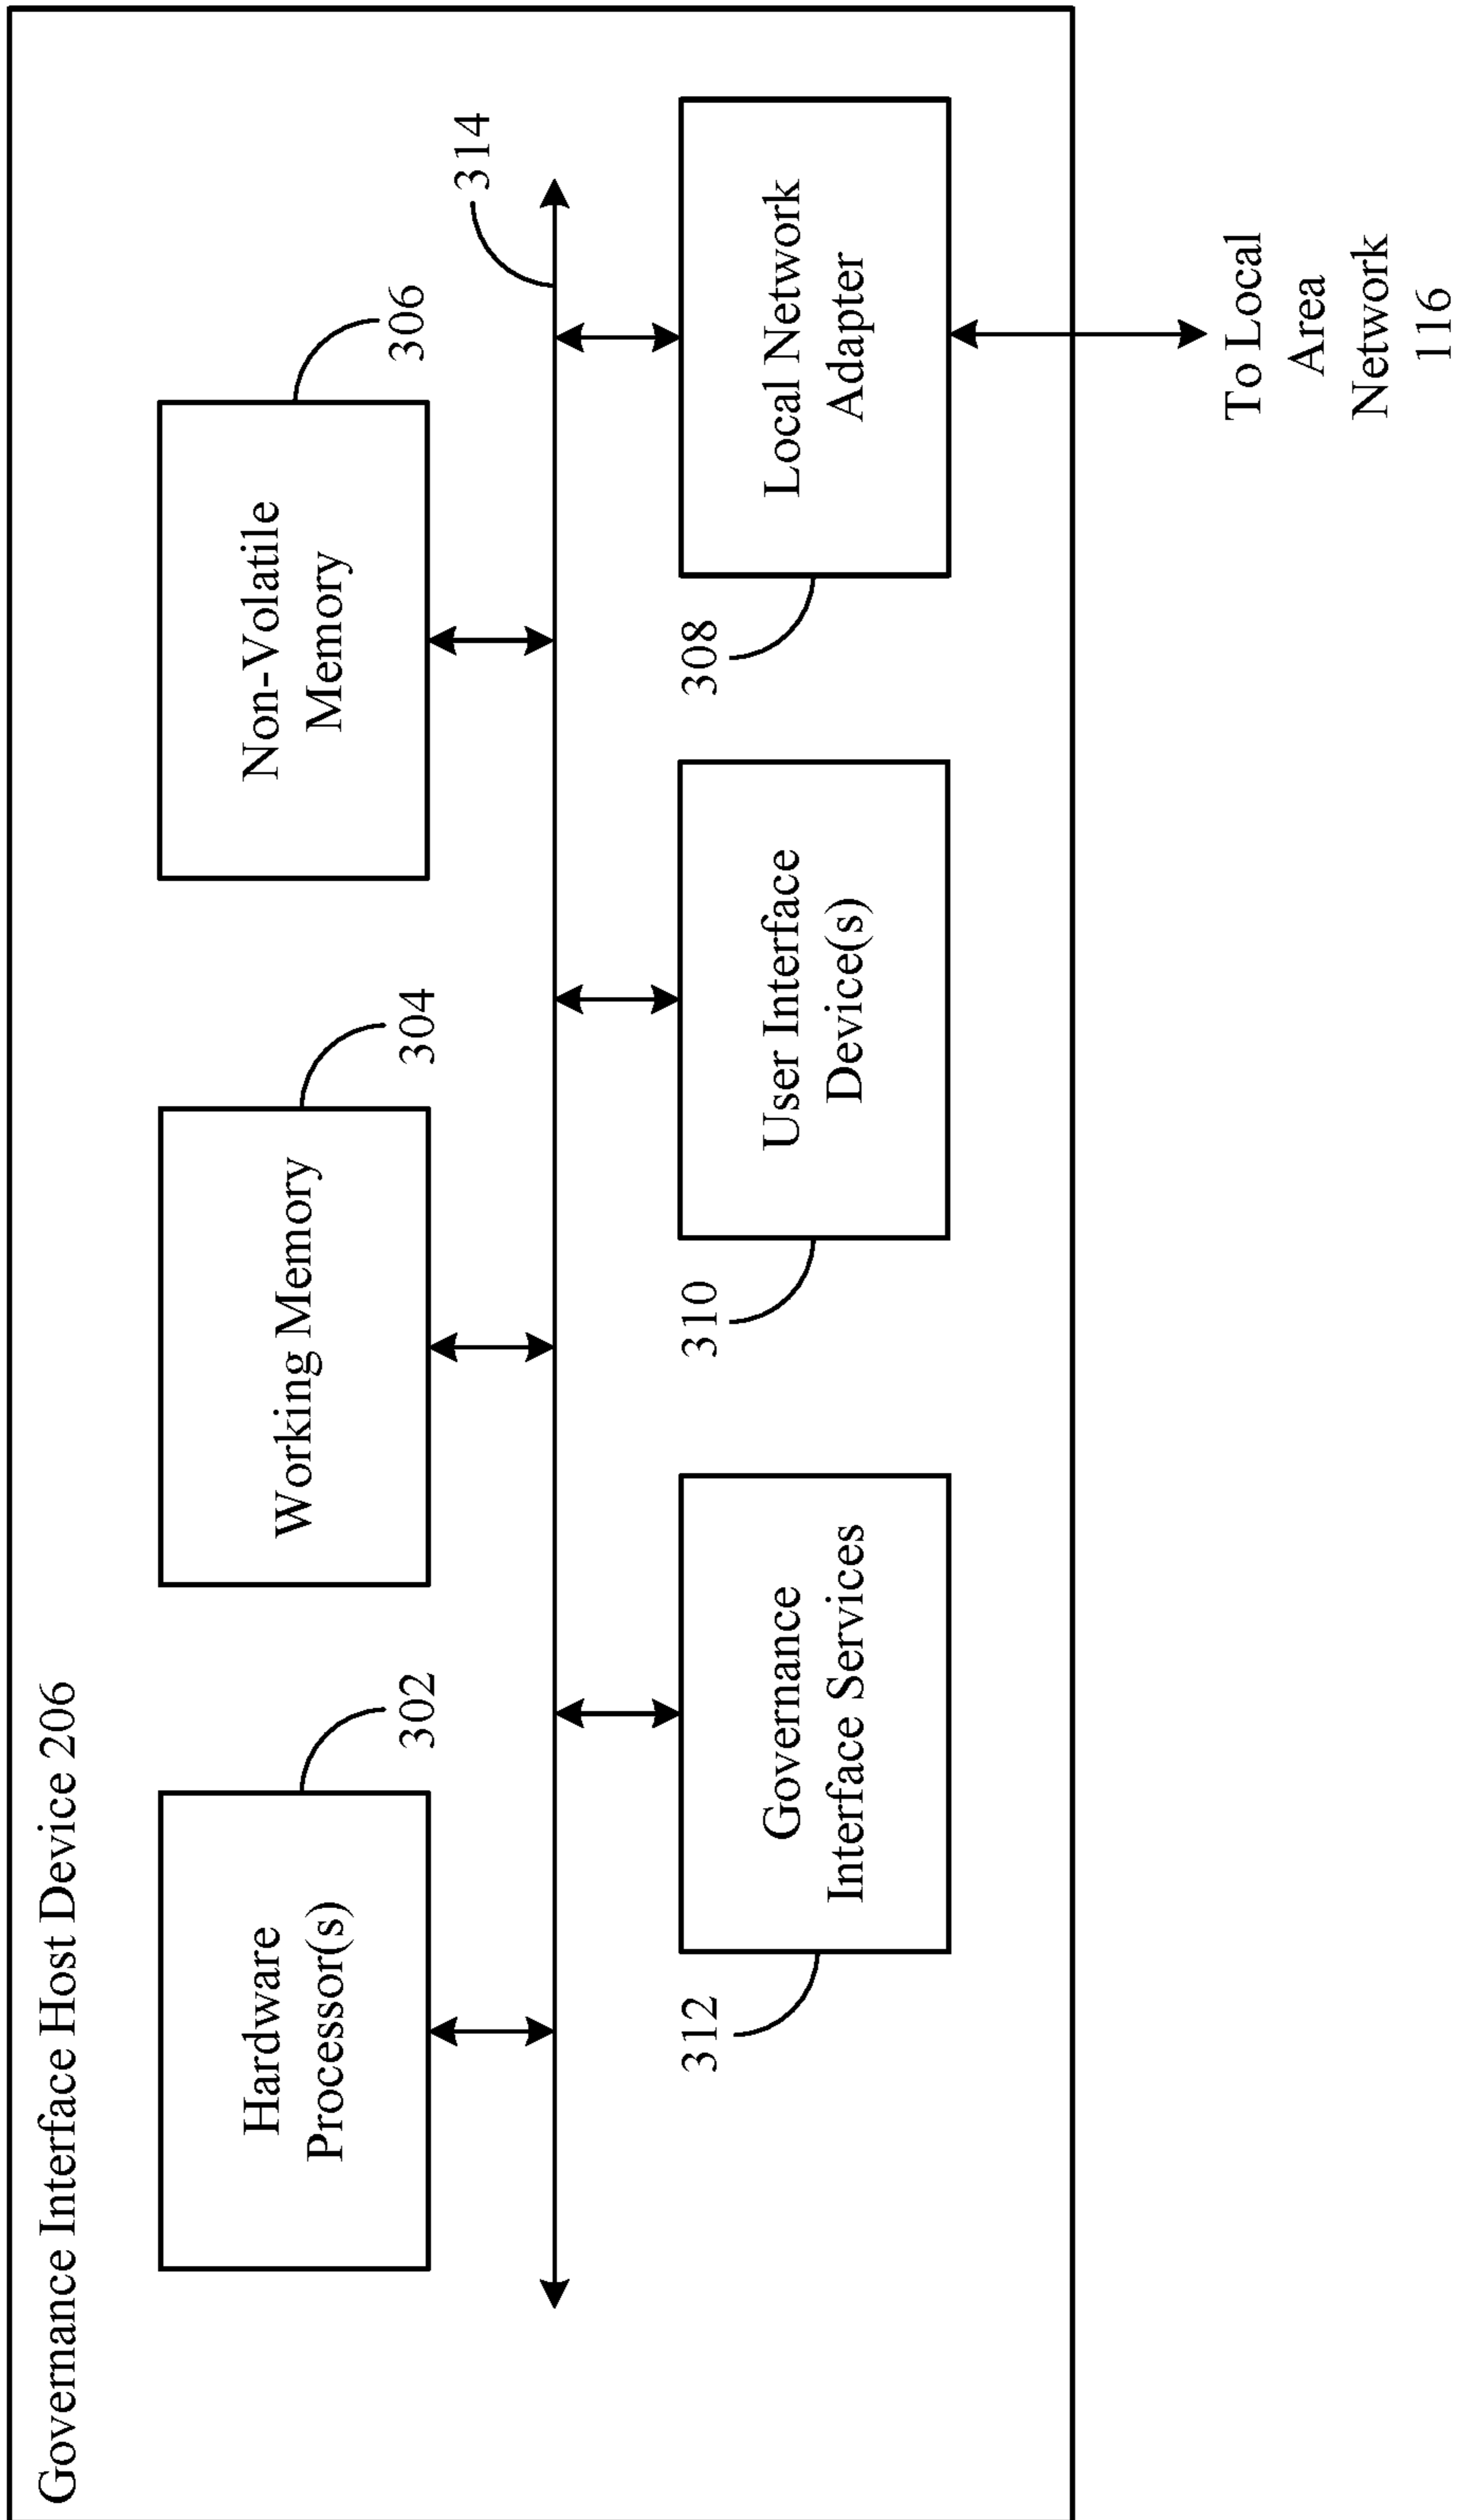 Governance Interface Host Device 206
Hardware
Processor(s)
302
Working Memory
304
Non-Volatile
Memory
306
314
312
Governance
Interface Services
310
User Interface
Device(s)
308
Local Network
Adapter
To Local
Area
Network
116